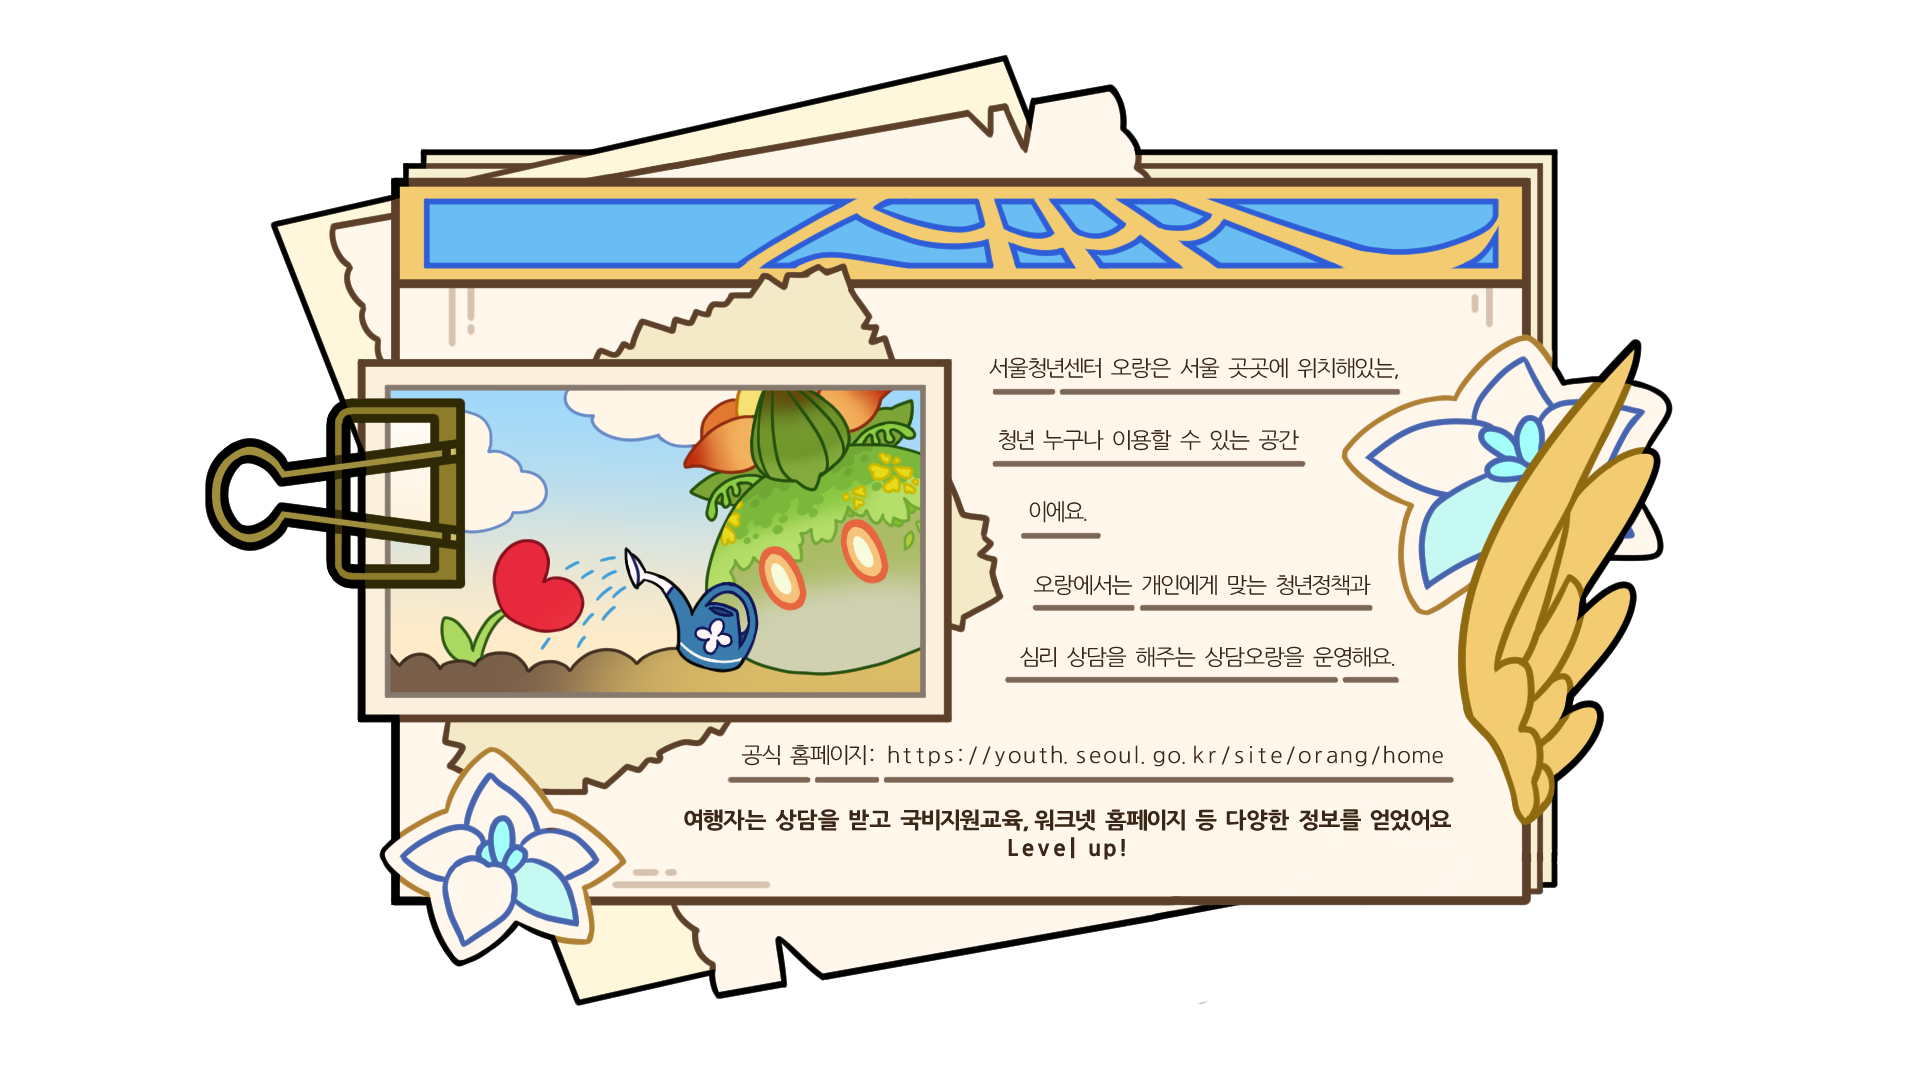 서울청년센터 오랑은 서울 곳곳에 위치해있는,
청년 누구나 이용할 수 있는 공간
이에요.
오랑에서는 개인에게 맞는 청년정책과
심리 상담을 해주는 상담오랑을 운영해요.
공식 홈페이지: https://youth.seoul.go.kr/site/orang/home
여행자는 상담을 받고 국비지원교육, 워크넷 홈페이지 등 다양한 정보를 얻었어요
Level up!